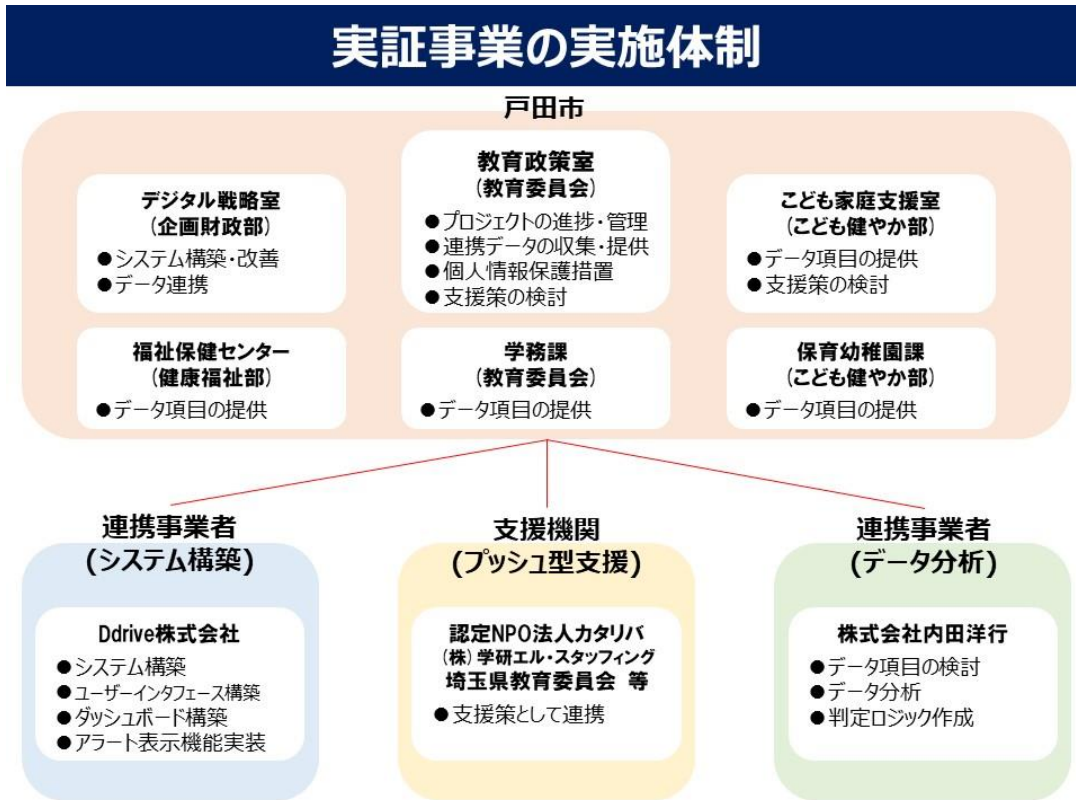 実証事業の実施体制
戸田市
デジタル戦略室
(企画財政部)
●システム構築・改善
●データ連携
教育政策室
(教育委員会)
●プロジェクトの進捗・管理
●連携データの収集・提供
●個人情報保護措置
●支援策の検討
こども家庭支援室
(こども健やか部)
●データ項目の提供
●支援策の検討
福祉保健センター
(健康福祉部)
●データ項目の提供
学務課
(教育委員会)
●データ項目の提供
保育幼稚園課
(こども健やか部)
●データ項目の提供
連携事業者
(システム構築)
Ddrive株式会社
●システム構築
●ユーザーインタフェース構築
●ダッシュボード構築
●アラート表示機能実装
支援機関
(プッシュ型支援)
認定NPO法人カタリバ
(株)学研エル・スタッフィング
埼玉県教育委員会 等
●支援策として連携
連携事業者
(データ分析)
株式会社内田洋行
●データ項目の検討
●データ分析
●判定ロジック作成